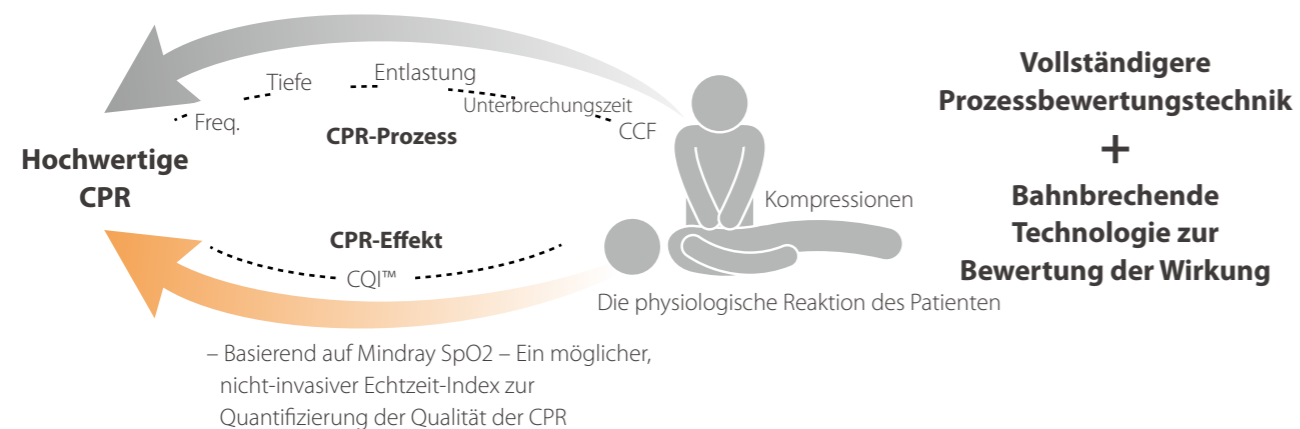 Freq.
Tiefe
Entlastung
Unterbrechungszeit
CCF
CPR-Prozess
Hochwertige
CPR
CPR-Effekt
CQI™
Kompressionen
Die physiologische Reaktion des Patienten
– Basierend auf Mindray SpO2 – Ein möglicher,
nicht-invasiver Echtzeit-Index zur
Quantifizierung der Qualität der CPR
Vollständigere
Prozessbewertungstechnik
+
Bahnbrechende
Technologie zur
Bewertung der Wirkung